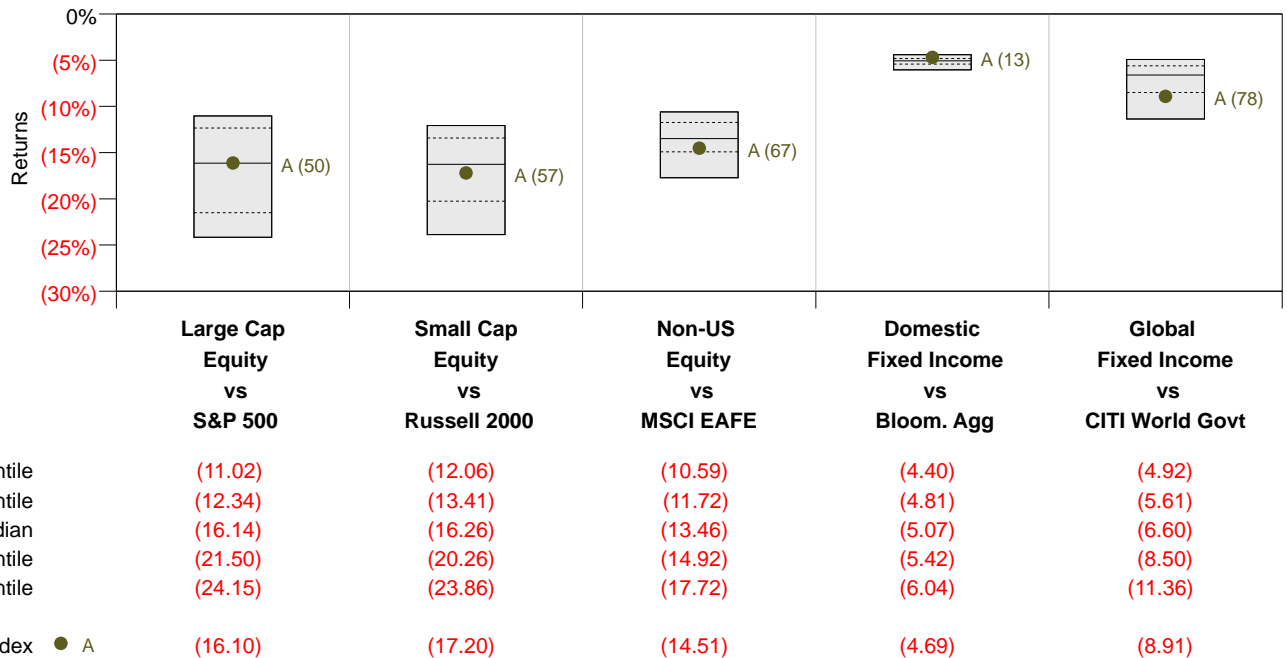 0%
(5%)
(10%)
(15%)
(20%)
(25%)
(30%)
Returns
A (50)
A (57)
A (67)
A (13)
A (78)
Large Cap Equity vs S&P 500
Small Cap Equity vs Russell 2000
Non-US Equity vs MSCI EAFE
Domestic Fixed Income vs Bloom. Agg
Global Fixed Income vs CITI World Govt
ntile (11.02) (12.06) (10.59) (4.40) (4.92)
ntile (12.34) (13.41) (11.72) (4.81) (5.61)
dian (16.14) (16.26) (13.46) (5.07) (6.60)
ntile (21.50) (20.26) (14.92) (5.42) (8.50)
ntile (24.15) (23.86) (17.72) (6.04) (11.36)
dex A (16.10) (17.20) (14.51) (4.69) (8.91)